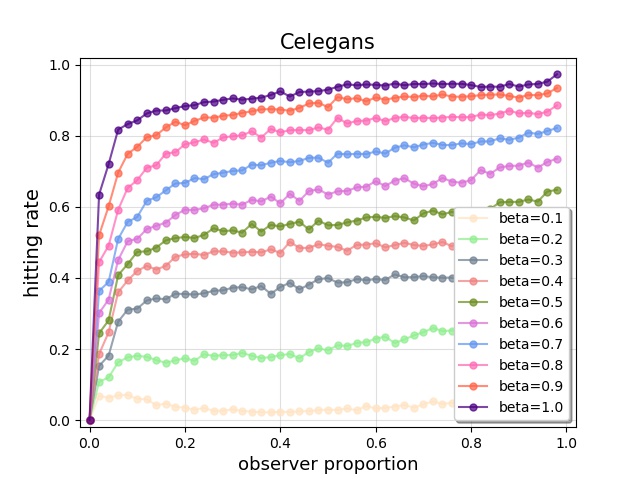 Celegans
hitting rate
1.0
0.8
0.6
0.4
0.2
0.0
0.0 0.2 0.4 0.6 0.8 1.0
observer proportion
beta=0.1
beta=0.2
beta=0.3
beta=0.4
beta=0.5
beta=0.6
beta=0.7
beta=0.8
beta=0.9
beta=1.0